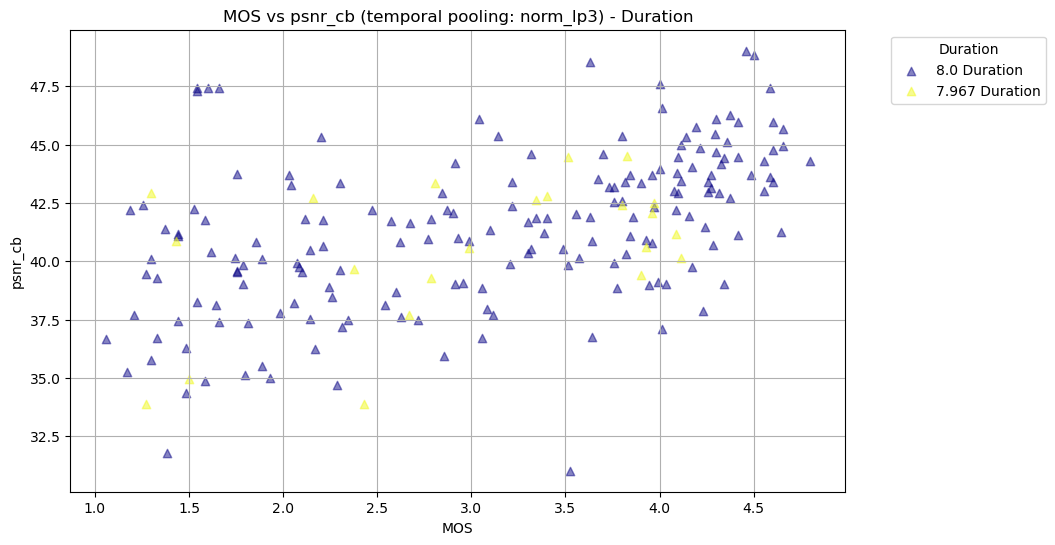 MOS vs psnr_cb (temporal pooling: norm_lp3) - Duration
Duration
8.0 Duration
7.967 Duration
psnr_cb
47.5
45.0
42.5
40.0
37.5
35.0
32.5
1.0 1.5 2.0 2.5 3.0 3.5 4.0 4.5
MOS